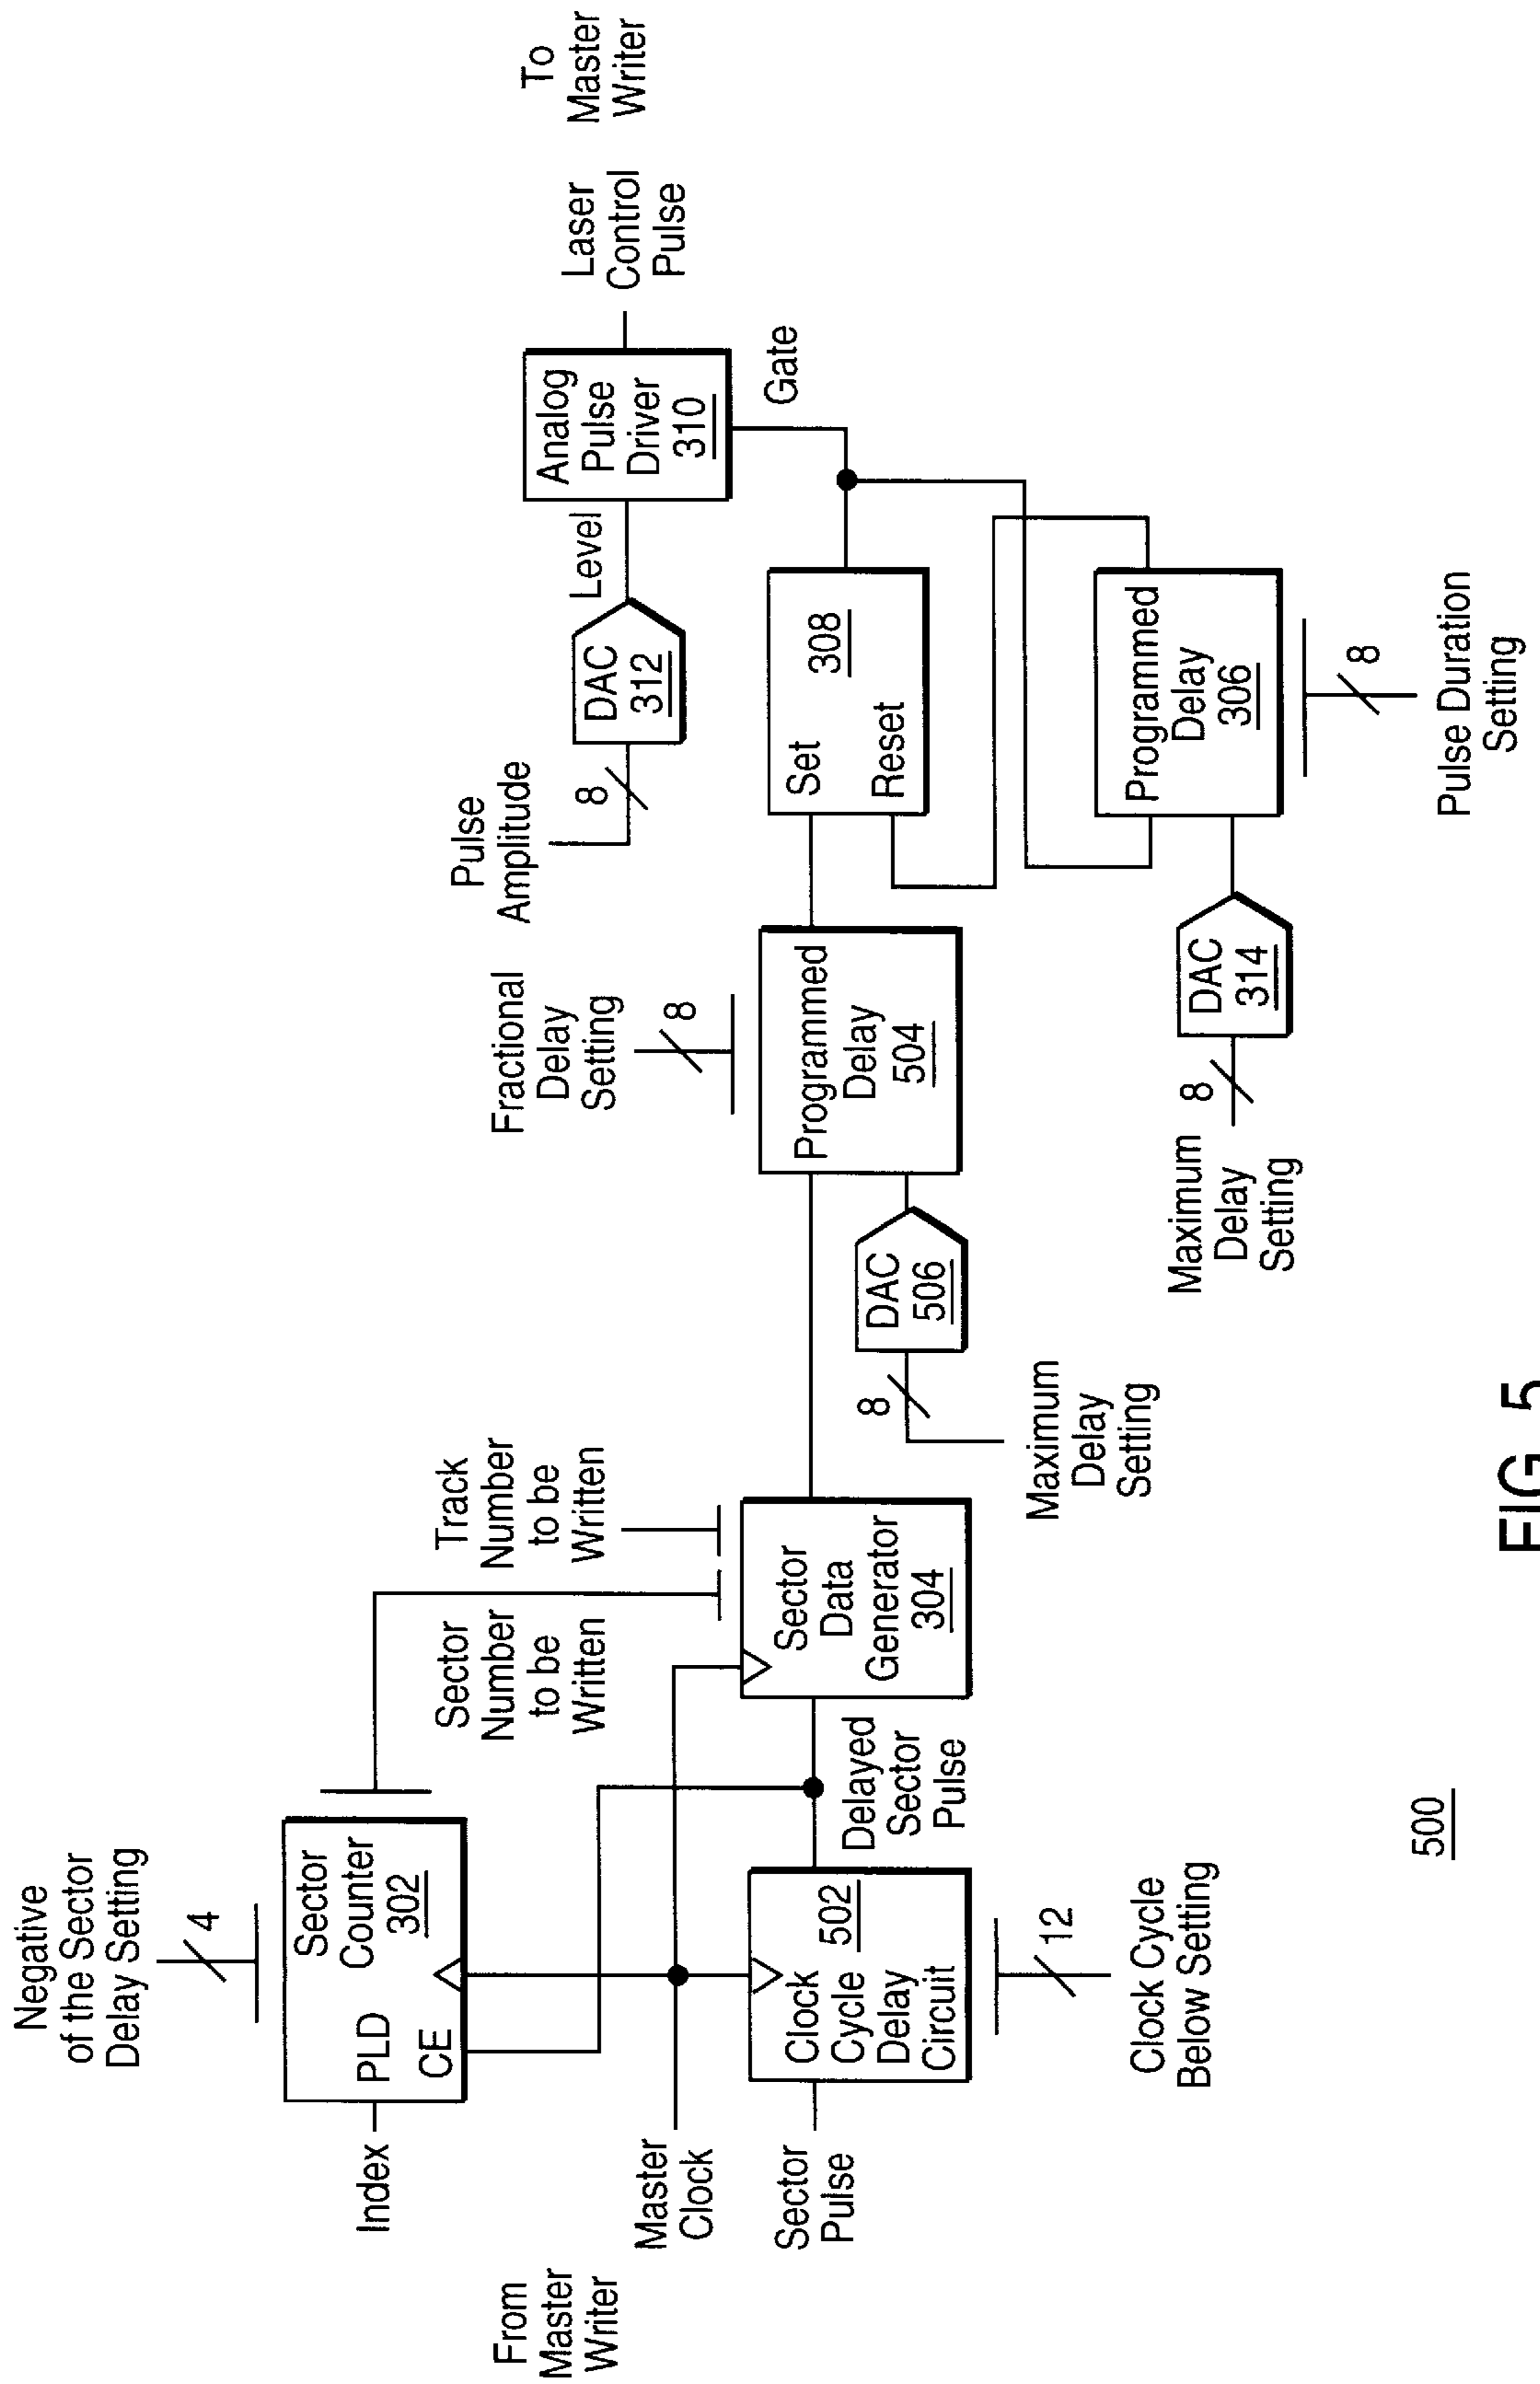 Negative
of the Sector
Delay Setting
4
Index
PLD
Sector
Counter
302
CE
From
Master
Writer
Master
Clock
Sector
Pulse
Clock
Cycle
Delay
Circuit
502
12
Clock Cycle
Below Setting
Delayed
Sector
Pulse
Sector
Number
to be
Written
Track
Number
to be
Written
Sector
Data
Generator
304
8
Maximum
Delay
Setting
DAC
506
Fractional
Delay
Setting
8
Programmed
Delay
504
Pulse
Amplitude
8
DAC
312
Level
Set
308
Reset
Analog
Pulse
Driver
310
Gate
Laser
Control
Pulse
To
Master
Writer
Maximum
Delay
Setting
8
DAC
314
Programmed
Delay
306
8
Pulse Duration
Setting
500
FIG. 5